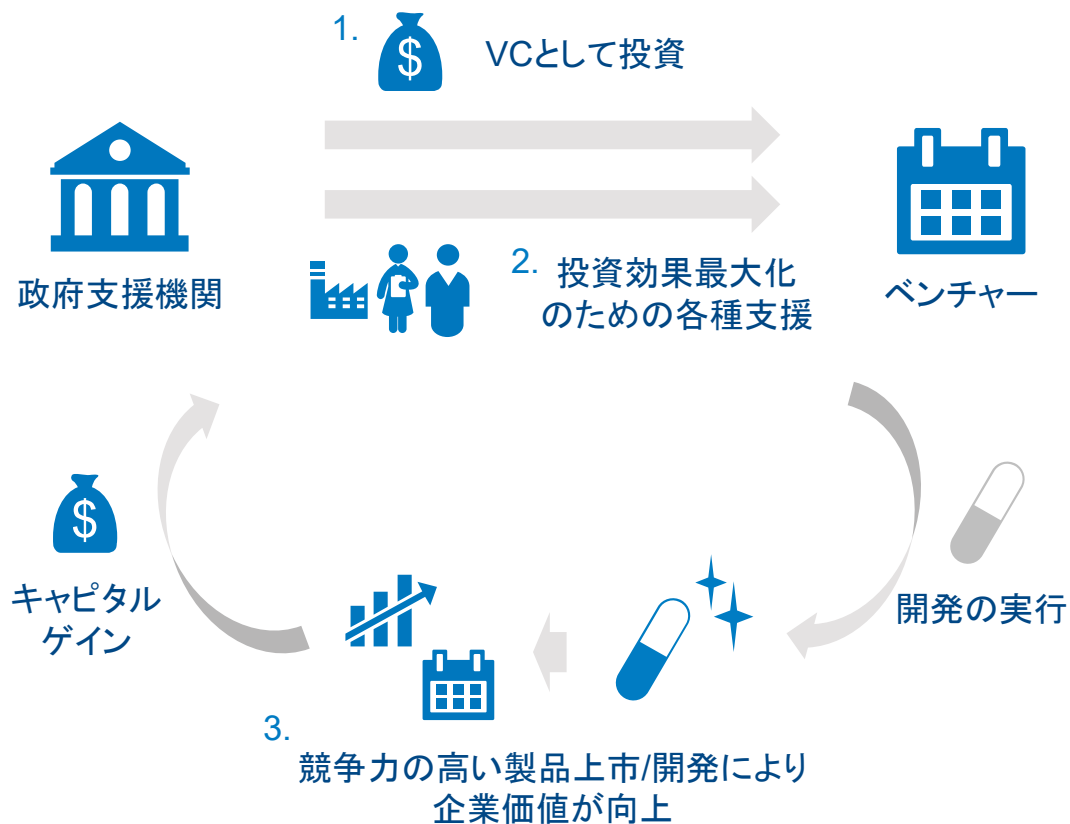 1.
$
VCとして投資
政府支援機関
2.
投資効果最大化
のための各種支援
ベンチャー
$
キャピタル
ゲイン
開発の実行
3.
競争力の高い製品上市/開発により
企業価値が向上